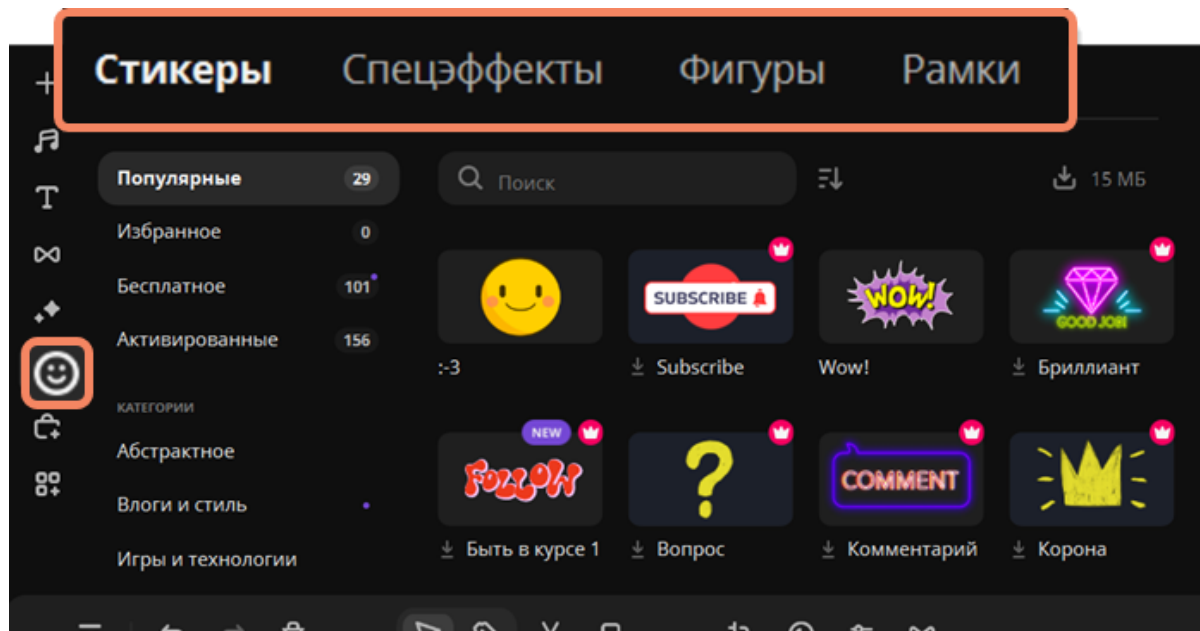 Стикеры Спецэффекты Фигуры Рамки
Популярные 29
Поиск
15 МБ
Избранное 0
Бесплатное 101
Активированные 156
SUBSCRIBE
WOW!
GOOD JOB!
:-3
Subscribe
Wow!
Бриллиант
КАТЕГОРИИ
Абстрактное
Влоги и стиль
Игры и технологии
NEW
FOLLOW
?
COMMENT
Быть в курсе 1
Вопрос
Комментарий
Корона